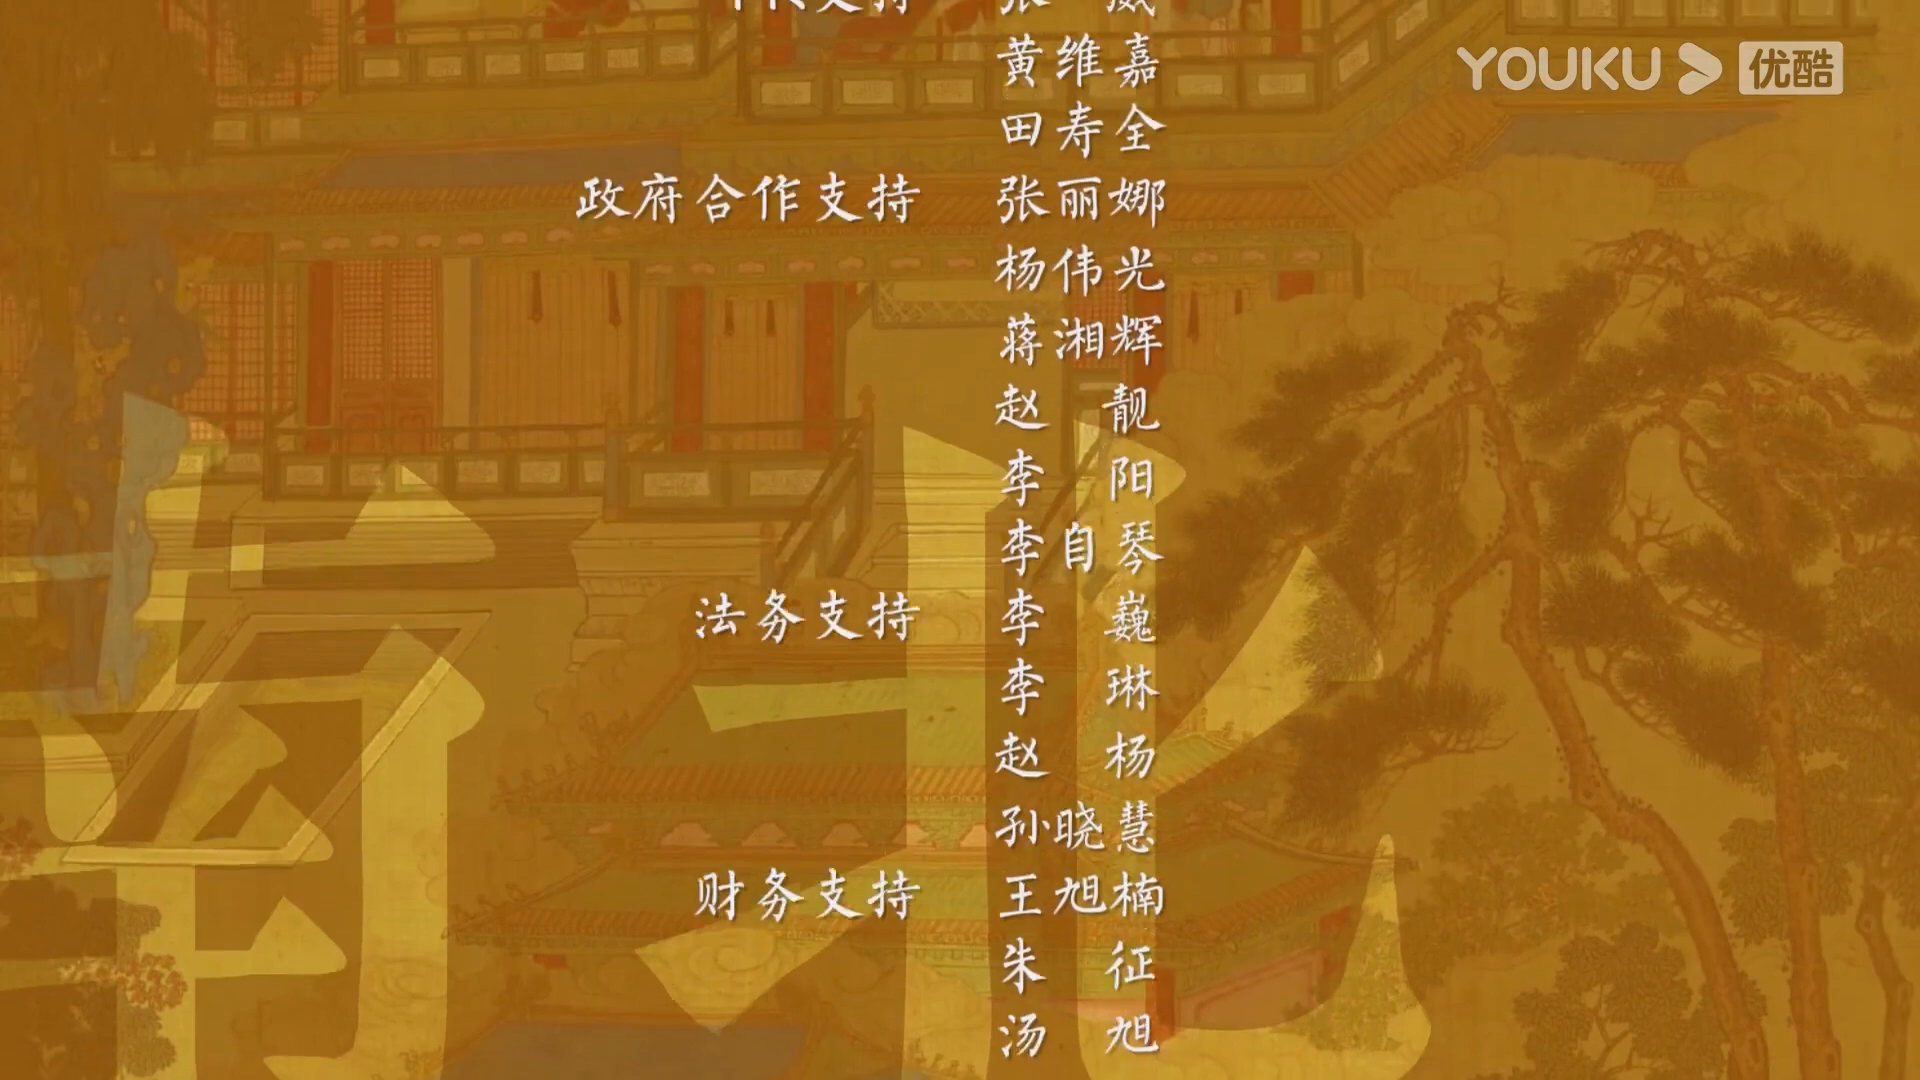 YOUKU 优酷
黄维嘉
田寿全
政府合作支持 张丽娜
杨伟光
蒋湘辉
赵 靓
李 阳
李自琴
法务支持 李 巍
李 琳
赵 杨
孙晓慧
财务支持 王旭楠
朱 征
汤 旭
南北